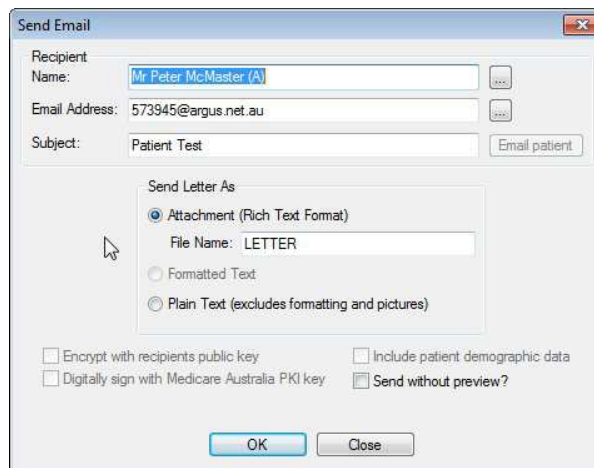 Send Email
Recipient
Name: Mr Peter McMaster (A) ...
Email Address: 573945@argus.net.au ...
Subject: Patient Test Email patient
Send Letter As
Attachment (Rich Text Format)
File Name: LETTER
Formatted Text
Plain Text (excludes formatting and pictures)
Encrypt with recipients public key Include patient demographic data
Digitally sign with Medicare Australia PKI key Send without preview?
OK Close